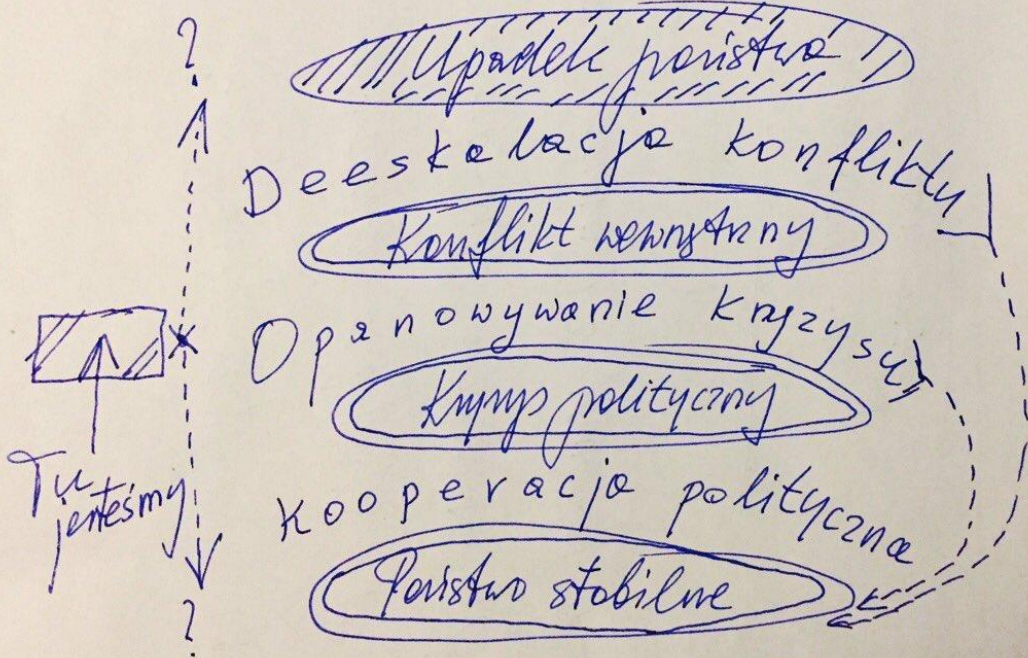 ?
Upadek państwa
Deeskalacja konfliktu
Konflikt wewnętrzny
Opanowywanie kryzysu
Kryzys polityczny
Tu
jesteśmy
Kooperacja polityczna
Państwo stabilne
?